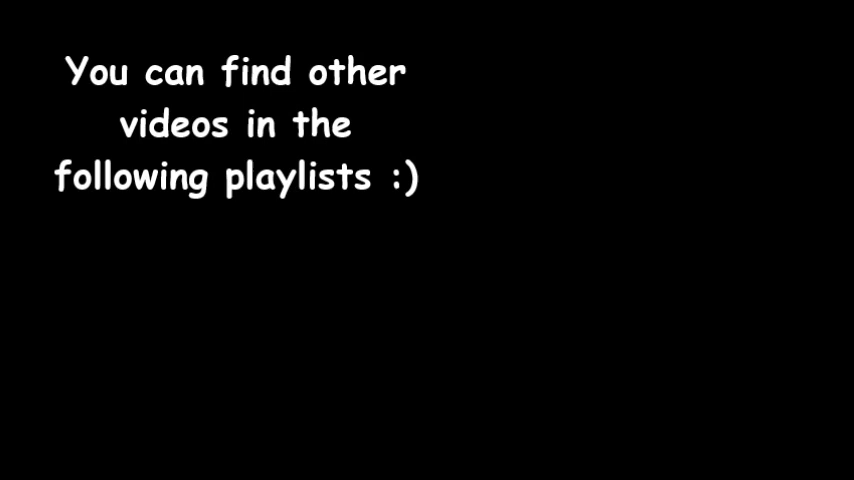 You can find other
videos in the
following playlists :)